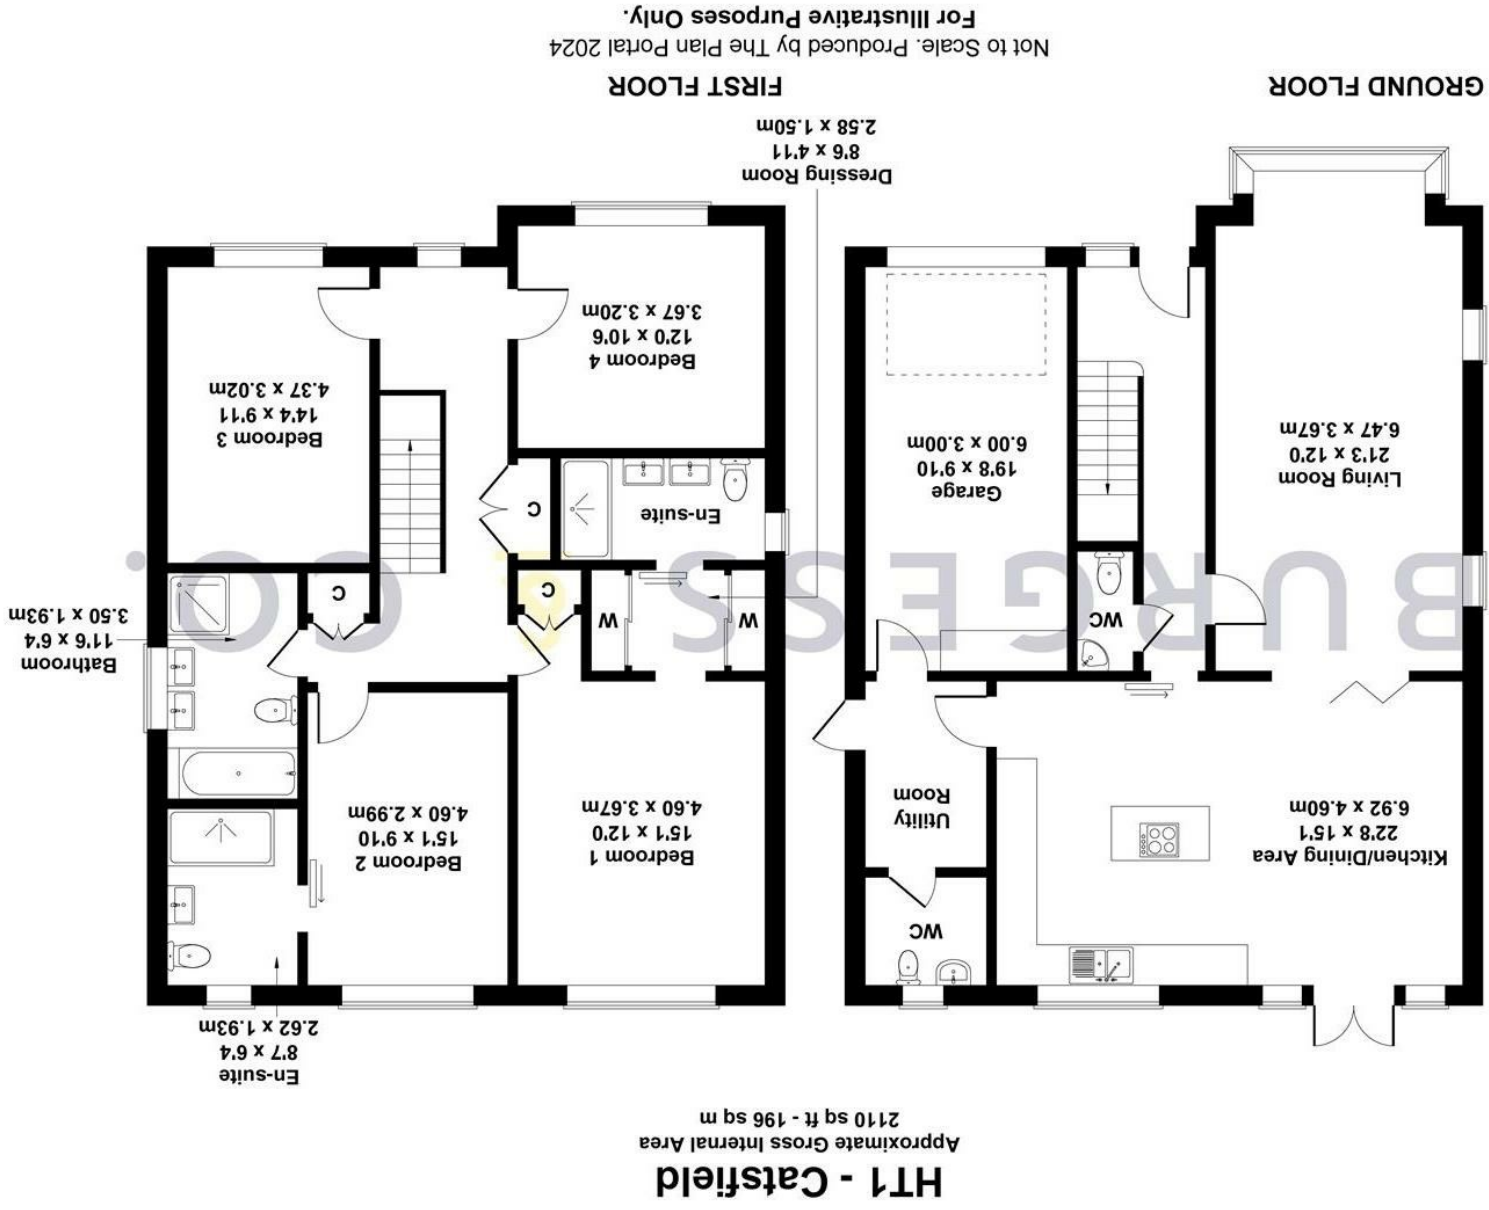 HT1 - Catsfield
Approximate Gross Internal Area
2110 sq ft - 196 sq m
En-suite
8'7 x 6'4
2.62 x 1.93m
WC
Kitchen/Dining Area
22'8 x 15'1
6.92 x 4.60m
Utility
Room
Bedroom 1
15'1 x 12'0
4.60 x 3.67m
Bedroom 2
15'1 x 9'10
4.60 x 2.99m
Bathroom
11'6 x 6'4
3.50 x 1.93m
WC
W
W
C
C
BURGESS & CO.
Living Room
21'3 x 12'0
6.47 x 3.67m
Garage
19'8 x 9'10
6.00 x 3.00m
En-suite
C
Bedroom 3
14'4 x 9'11
4.37 x 3.02m
Bedroom 4
12'0 x 10'6
3.67 x 3.20m
Dressing Room
8'6 x 4'11
2.58 x 1.50m
GROUND FLOOR
FIRST FLOOR
Not to Scale. Produced by The Plan Portal 2024
For Illustrative Purposes Only.